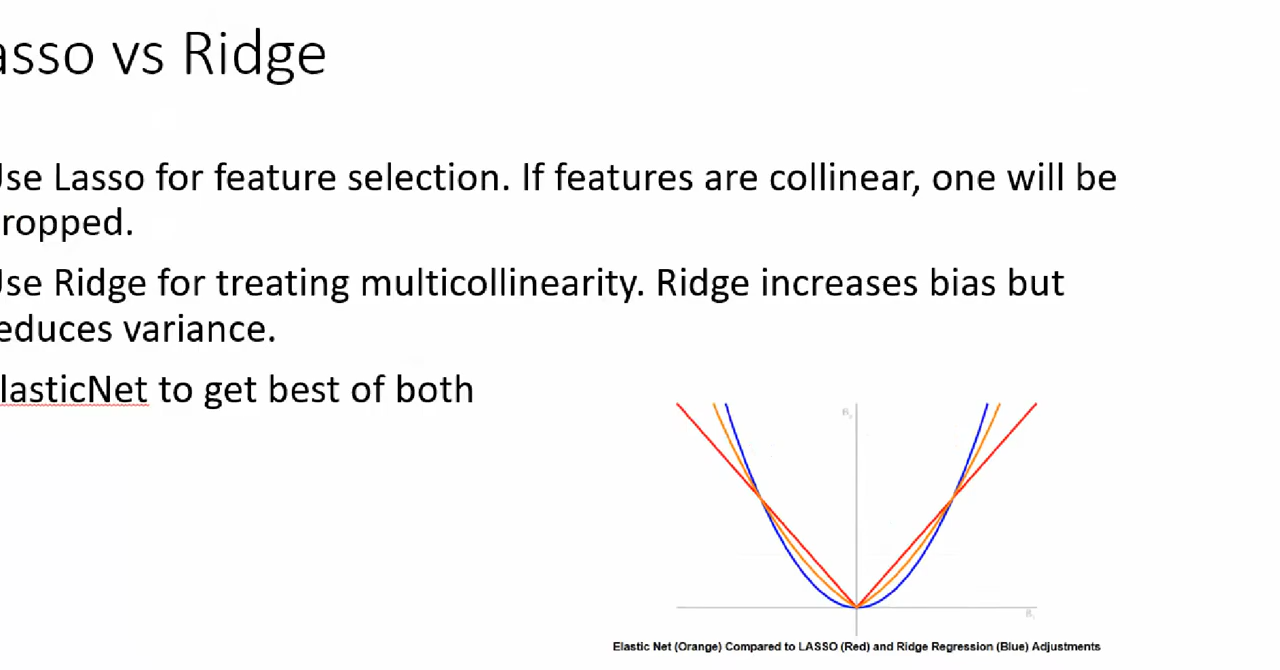 asso vs Ridge
Use Lasso for feature selection. If features are collinear, one will be
ropped.
Use Ridge for treating multicollinearity. Ridge increases bias but
educes variance.
lasticNet to get best of both
Elastic Net (Orange) Compared to LASSO (Red) and Ridge Regression (Blue) Adjustments